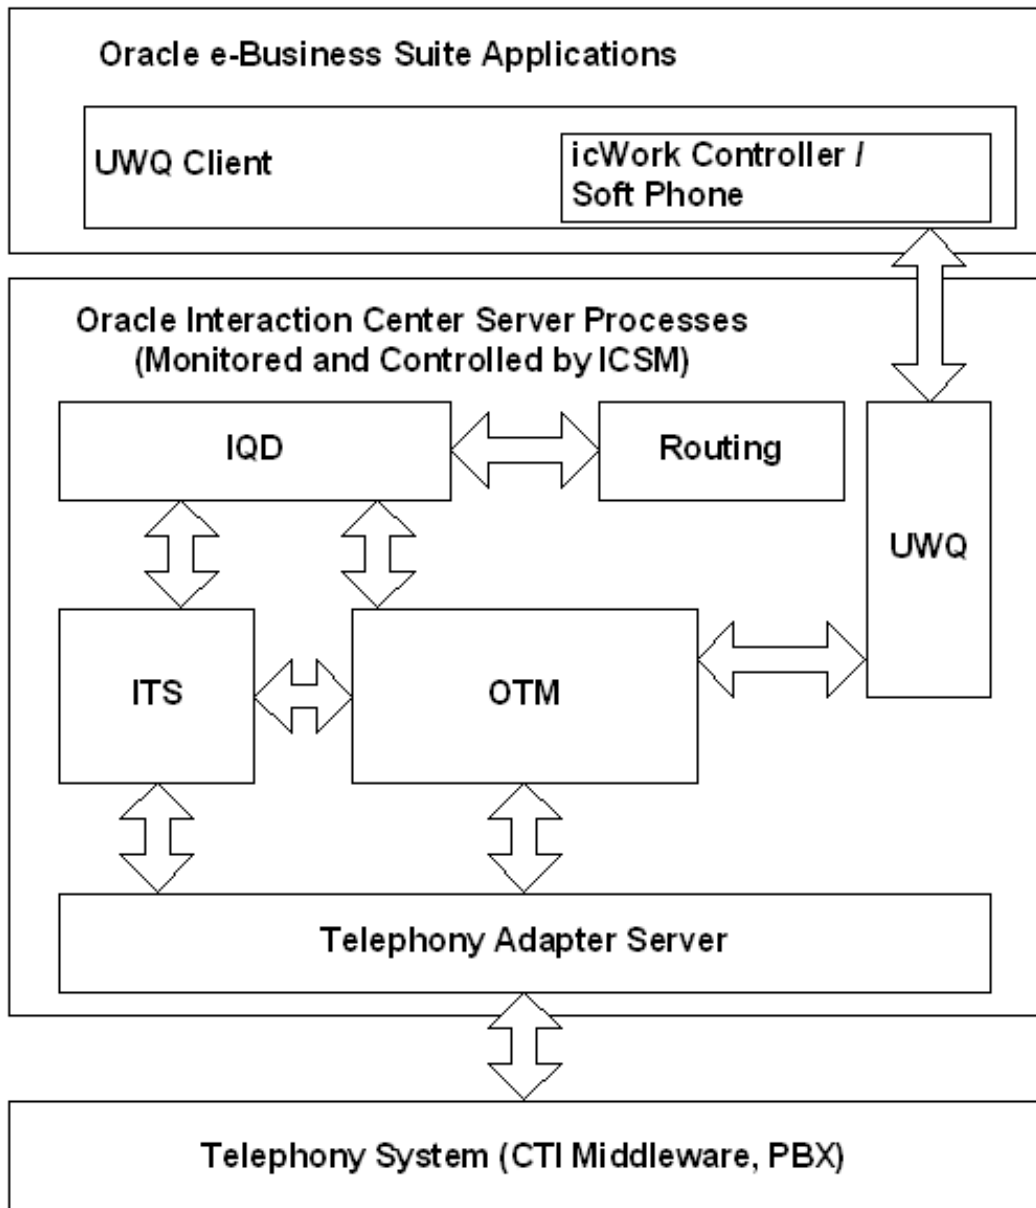 Oracle e-Business Suite Applications
UWQ Client
icWork Controller /
Soft Phone
Oracle Interaction Center Server Processes
(Monitored and Controlled by ICSM)
IQD
Routing
UWQ
ITS
OTM
Telephony Adapter Server
Telephony System (CTI Middleware, PBX)